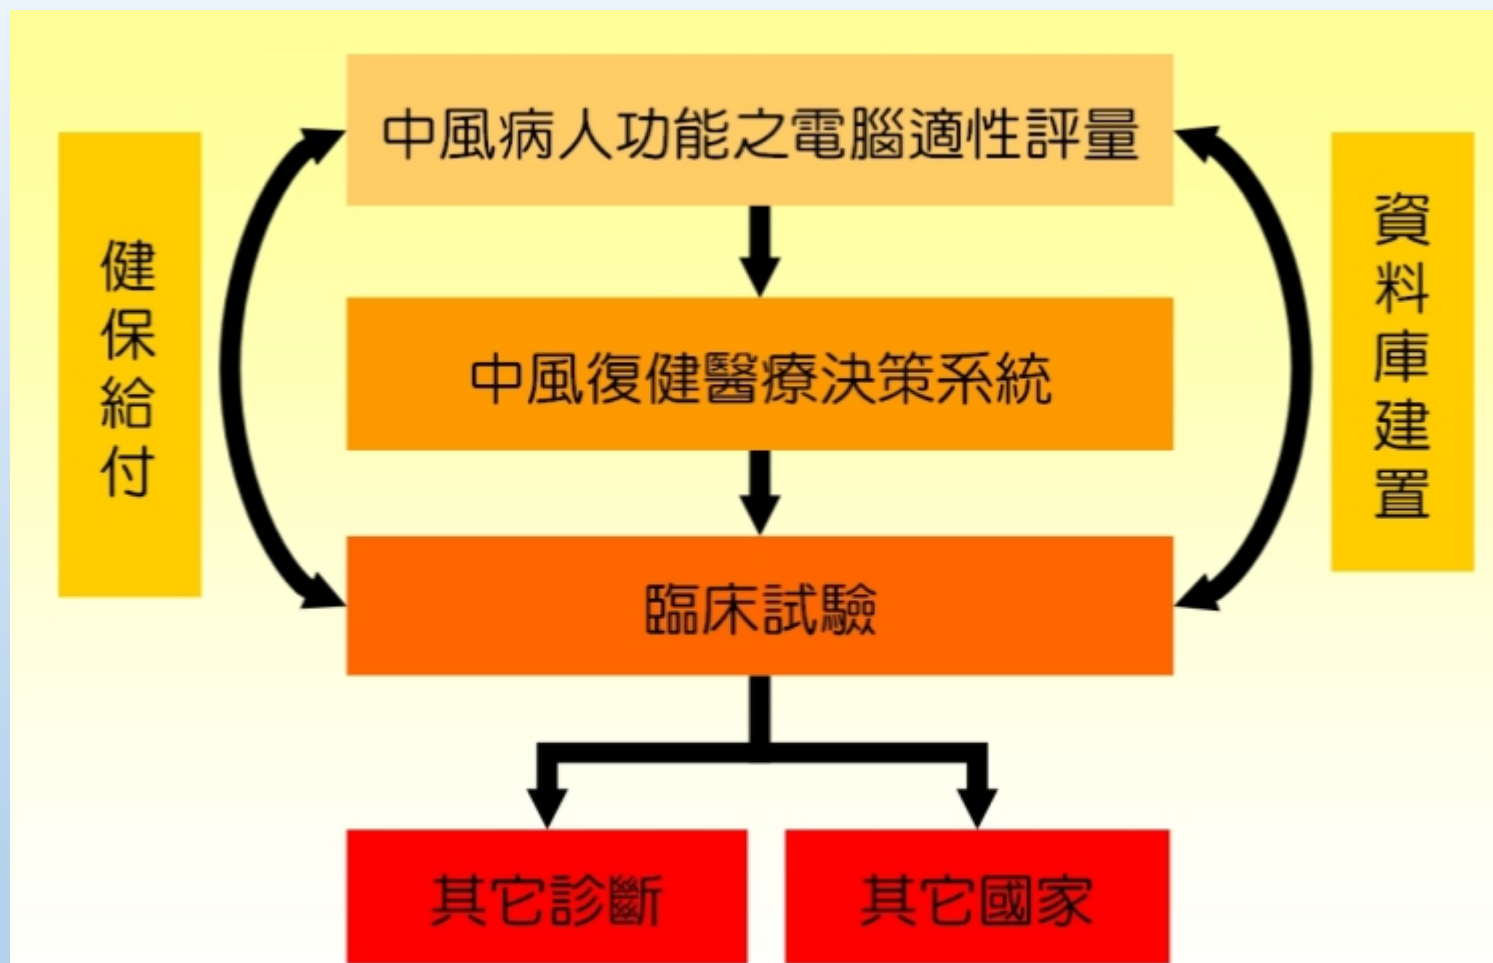 中風病人功能之電腦適性評量
健保給付
資料庫建置
中風復健醫療決策系統
臨床試驗
其它診斷
其它國家